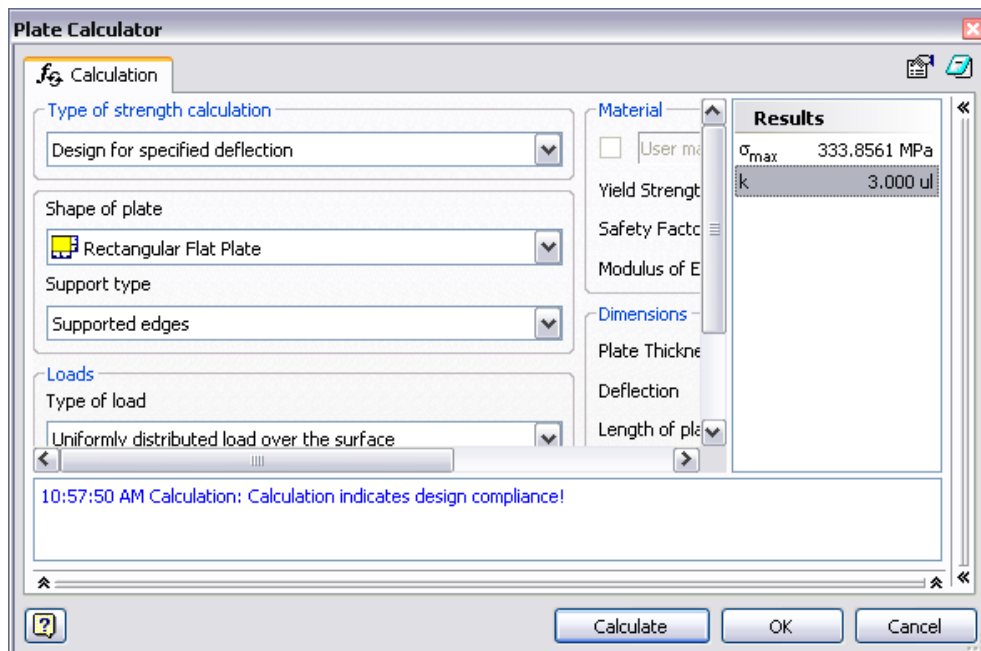 Plate Calculator
fG Calculation
Type of strength calculation
Design for specified deflection
Shape of plate
Rectangular Flat Plate
Support type
Supported edges
Loads
Type of load
Uniformly distributed load over the surface
Material
User ma
Yield Strengt
Safety Facto
Modulus of E
Dimensions
Plate Thickne
Deflection
Length of pla
Results
σmax 333.8561 MPa
k 3.000 ul
10:57:50 AM Calculation: Calculation indicates design compliance!
Calculate
OK
Cancel